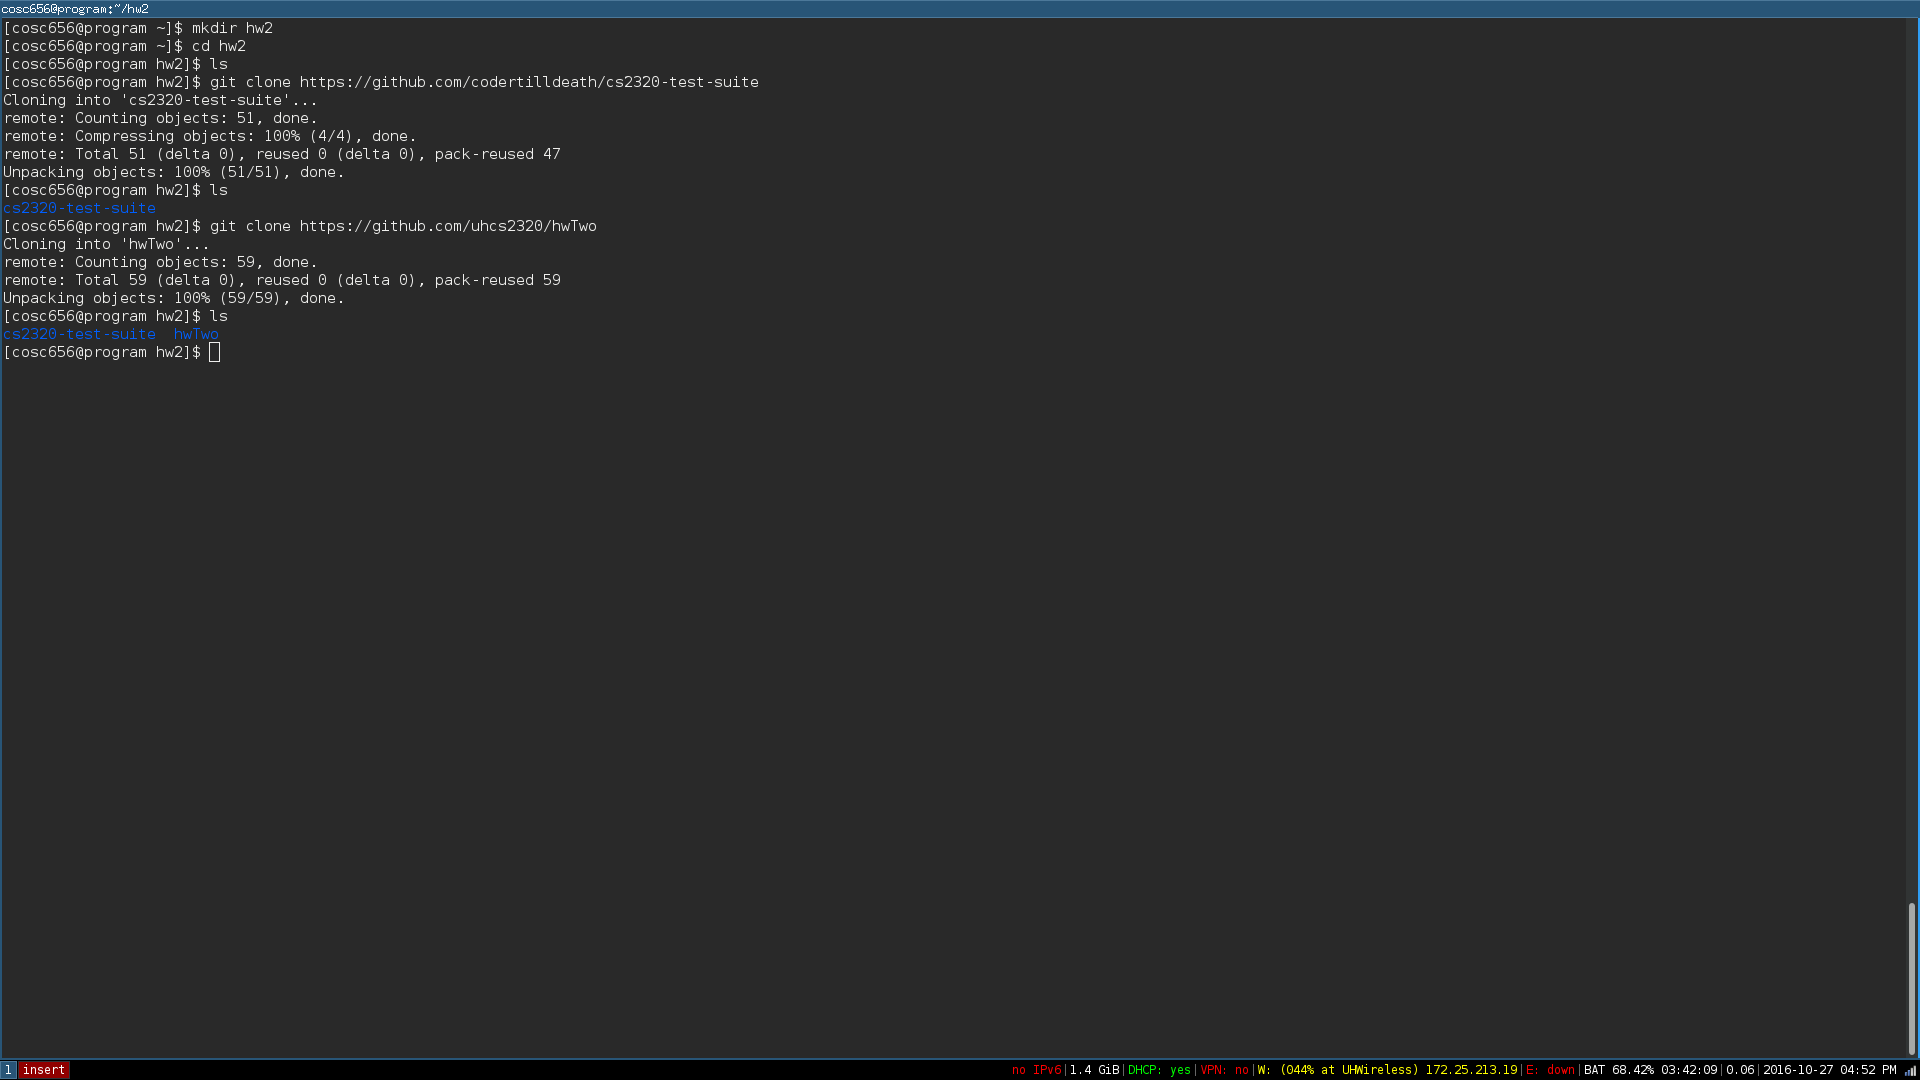 cosc656@program:~/hw2
[cosc656@program ~]$ mkdir hw2
[cosc656@program ~]$ cd hw2
[cosc656@program hw2]$ ls
[cosc656@program hw2]$ git clone https://github.com/codertilldeath/cs2320-test-suite
Cloning into 'cs2320-test-suite'...
remote: Counting objects: 51, done.
remote: Compressing objects: 100% (4/4), done.
remote: Total 51 (delta 0), reused 0 (delta 0), pack-reused 47
Unpacking objects: 100% (51/51), done.
[cosc656@program hw2]$ ls
cs2320-test-suite
[cosc656@program hw2]$ git clone https://github.com/uhcs2320/hwTwo
Cloning into 'hwTwo'...
remote: Counting objects: 59, done.
remote: Total 59 (delta 0), reused 0 (delta 0), pack-reused 59
Unpacking objects: 100% (59/59), done.
[cosc656@program hw2]$ ls
cs2320-test-suite  hwTwo
[cosc656@program hw2]$
1 insert no IPv6|1.4 GiB|DHCP: yes|VPN: no|W: (044% at UHWireless) 172.25.213.19|E: down|BAT 68.42% 03:42:09|0.06|2016-10-27 04:52 PM